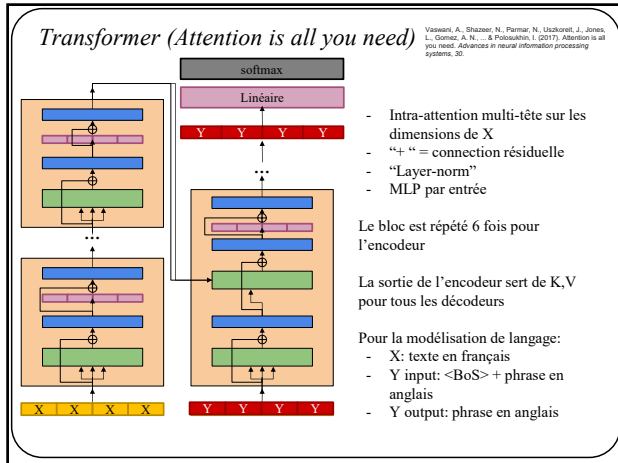 Transformer (Attention is all you need)
Vaswani, A., Shazeer, N., Parmar, N., Uszkoreit, J., Jones,
L., Gomez, A. N., ... & Polosukhin, I. (2017). Attention is all
you need. Advances in neural information processing
systems, 30.
softmax
Linéaire
Y Y Y Y
...
...
X X X X
Y Y Y Y
- Intra-attention multi-tête sur les
dimensions de X
- “+ “ = connection résiduelle
- “Layer-norm”
- MLP par entrée
Le bloc est répété 6 fois pour
l’encodeur
La sortie de l’encodeur sert de K,V
pour tous les décodeurs
Pour la modélisation de langage:
- X: texte en français
- Y input: <BoS> + phrase en
anglais
- Y output: phrase en anglais